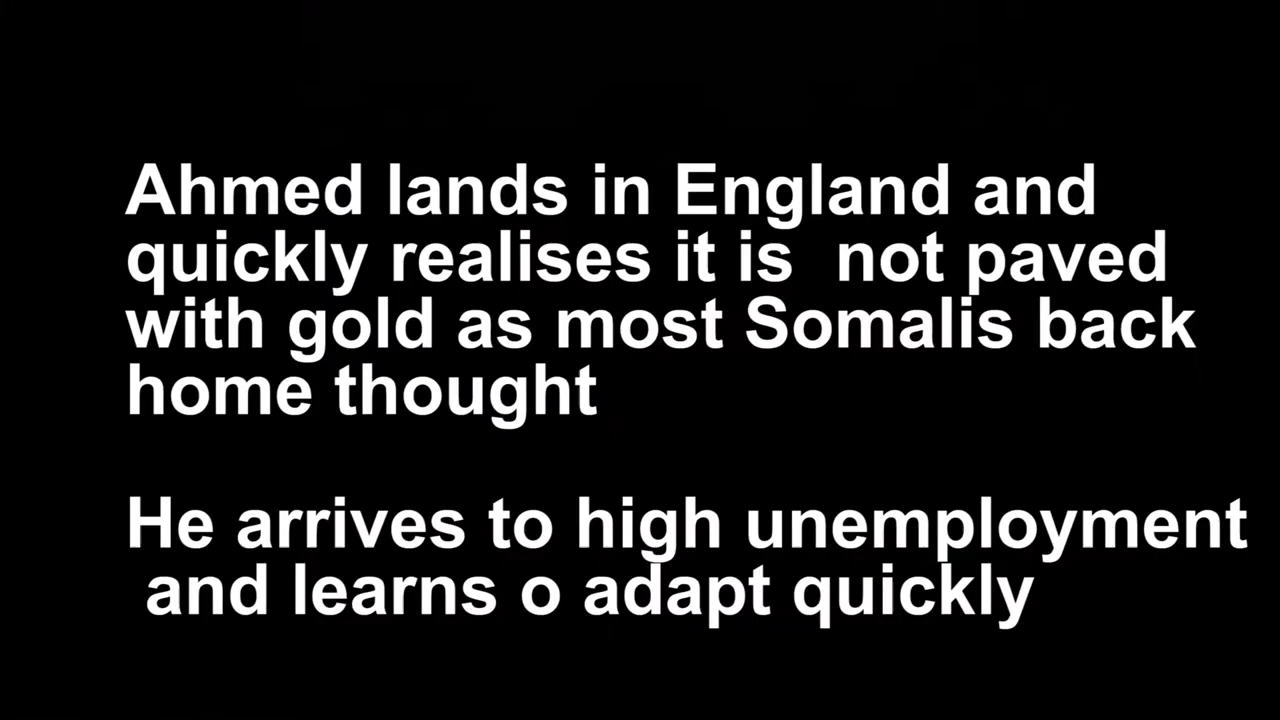 Ahmed lands in England and
quickly realises it is  not paved
with gold as most Somalis back
home thought
He arrives to high unemployment
and learns o adapt quickly